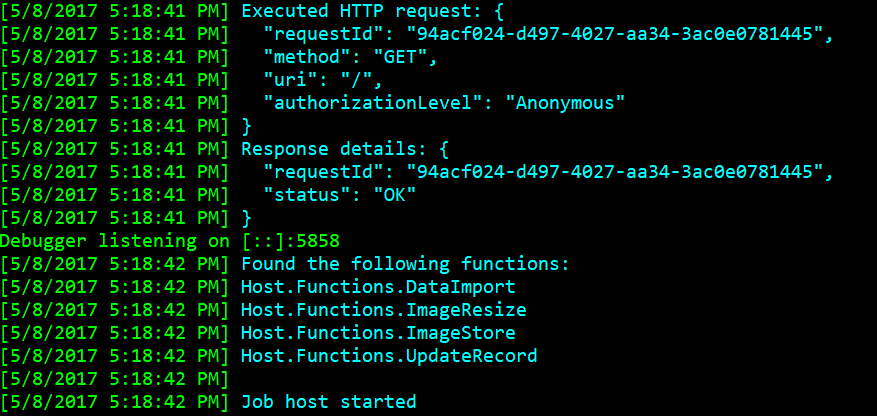 [5/8/2017 5:18:41 PM] Executed HTTP request: {
[5/8/2017 5:18:41 PM]   "requestId": "94acf024-d497-4027-aa34-3ac0e0781445",
[5/8/2017 5:18:41 PM]   "method": "GET",
[5/8/2017 5:18:41 PM]   "uri": "/",
[5/8/2017 5:18:41 PM]   "authorizationLevel": "Anonymous"
[5/8/2017 5:18:41 PM] }
[5/8/2017 5:18:41 PM] Response details: {
[5/8/2017 5:18:41 PM]   "requestId": "94acf024-d497-4027-aa34-3ac0e0781445",
[5/8/2017 5:18:41 PM]   "status": "OK"
[5/8/2017 5:18:41 PM] }
Debugger listening on [::]:5858
[5/8/2017 5:18:42 PM] Found the following functions:
[5/8/2017 5:18:42 PM] Host.Functions.DataImport
[5/8/2017 5:18:42 PM] Host.Functions.ImageResize
[5/8/2017 5:18:42 PM] Host.Functions.ImageStore
[5/8/2017 5:18:42 PM] Host.Functions.UpdateRecord
[5/8/2017 5:18:42 PM]
[5/8/2017 5:18:42 PM] Job host started